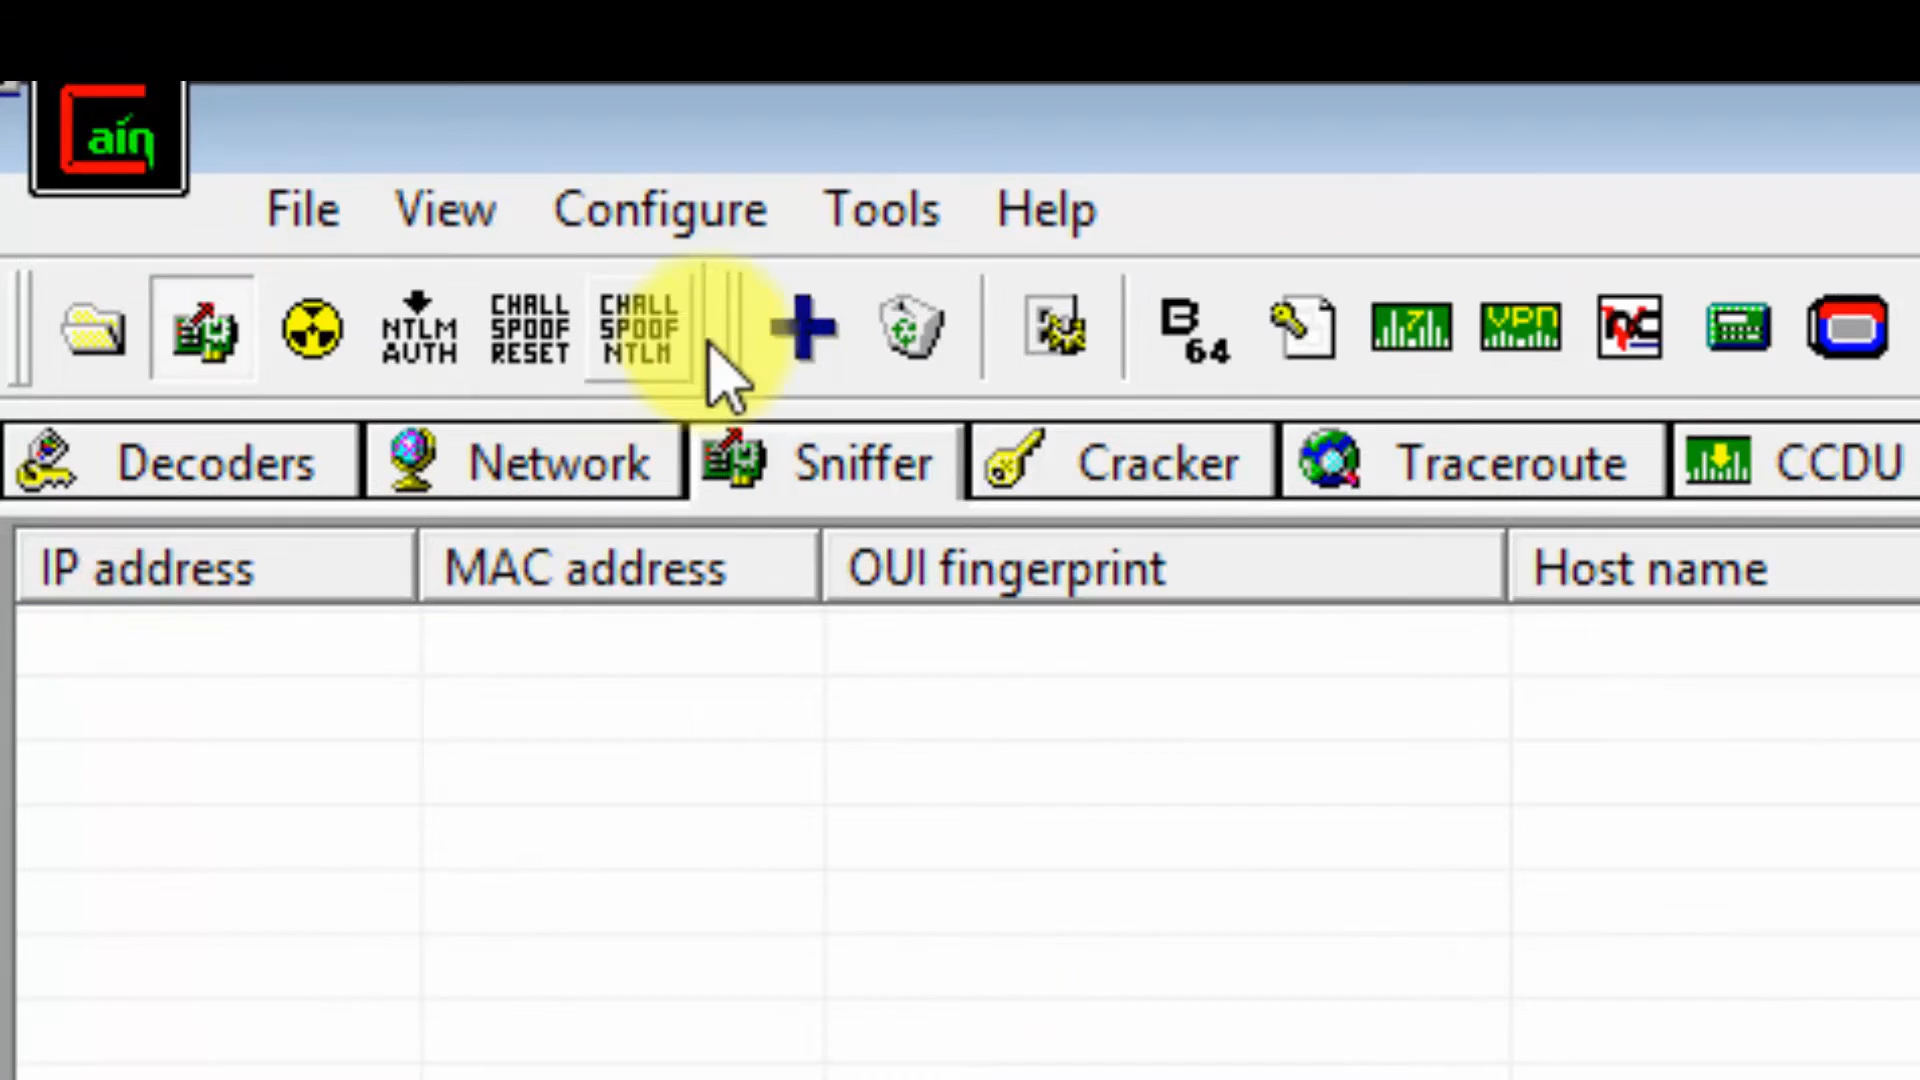 Cain
File View Configure Tools Help
NTLM AUTH
CHALL SPOOF RESET
CHALL SPOOF NTLM
B 64
VPN
Decoders Network Sniffer Cracker Traceroute CCDU
IP address MAC address OUI fingerprint Host name